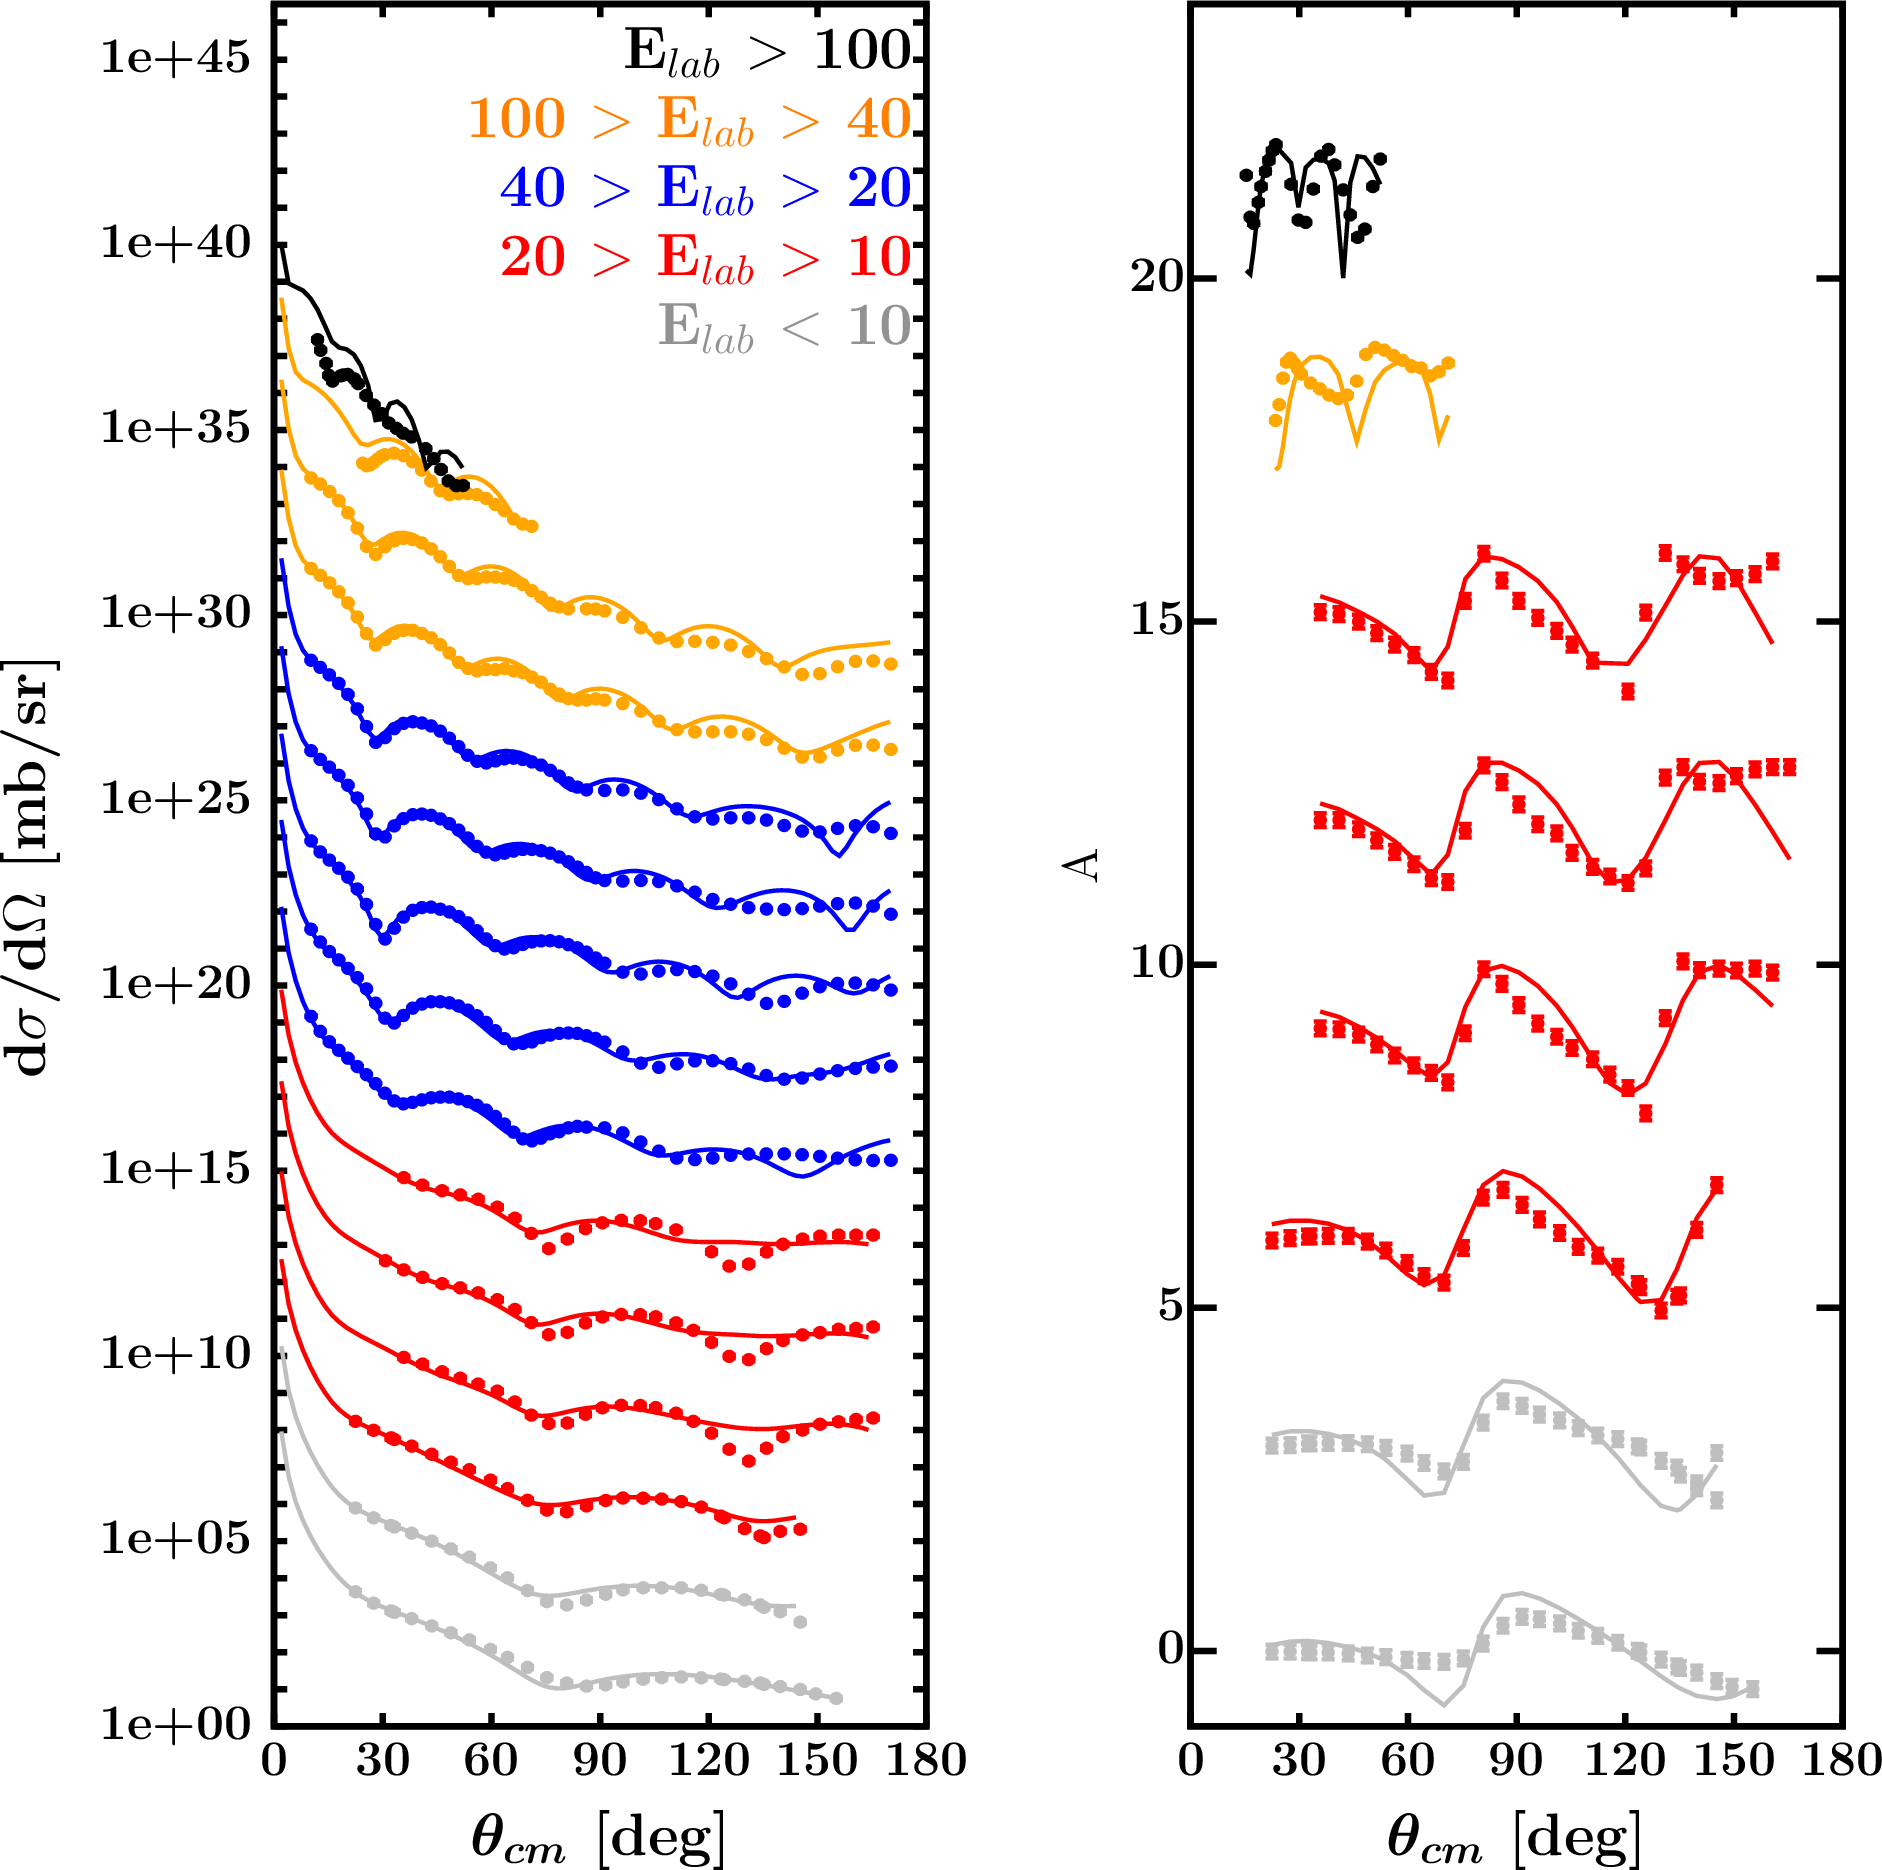 E_lab > 100
100 > E_lab > 40
40 > E_lab > 20
20 > E_lab > 10
E_lab < 10
dσ/dΩ [mb/sr]
1e+45
1e+40
1e+35
1e+30
1e+25
1e+20
1e+15
1e+10
1e+05
1e+00
0 30 60 90 120 150 180
θ_cm [deg]
A
20
15
10
5
0
0 30 60 90 120 150 180
θ_cm [deg]